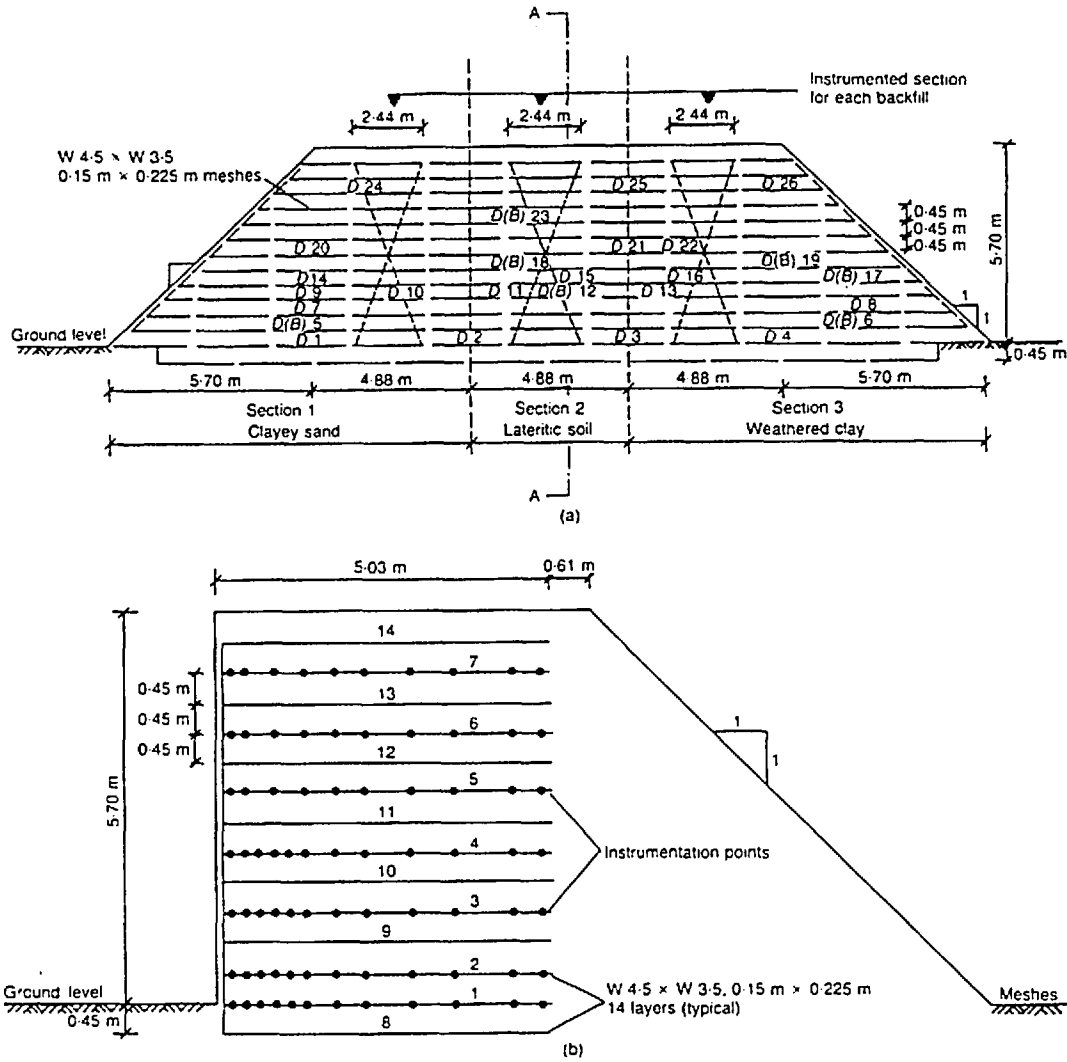 A
A
Instrumented section
for each backfill
2·44 m
2·44 m
2·44 m
W 4·5 × W 3·5
0·15 m × 0·225 m meshes
D 24
D 25
D 26
D(B) 23
0·45 m
0·45 m
0·45 m
5·70 m
D 20
D 21
D 22
D(B) 18
D(B) 19
D 14
D 15
D 16
D(B) 17
D 9
D 10
D 11
D(B) 12
D 13
D 7
D 8
D(B) 5
D(B) 6
1
1
Ground level
D 1
D 2
D 3
D 4
0·45 m
5·70 m
4·88 m
4·88 m
4·88 m
5·70 m
Section 1
Clayey sand
Section 2
Lateritic soil
Section 3
Weathered clay
A
(a)
5·03 m
0·61 m
14
7
0·45 m
13
0·45 m
6
0·45 m
12
1
1
5
5·70 m
11
4
Instrumentation points
10
3
9
2
W 4·5 × W 3·5, 0·15 m × 0·225 m
14 layers (typical)
Ground level
1
Meshes
0·45 m
8
(b)